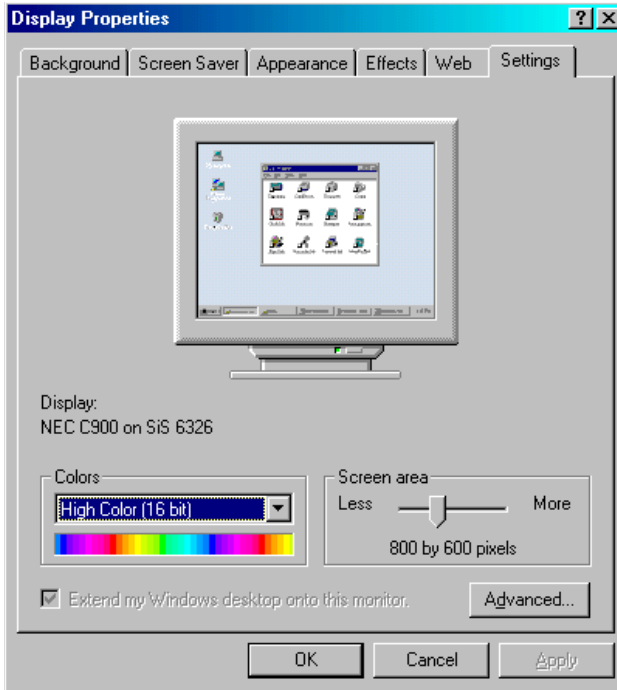 Display Properties
Background Screen Saver Appearance Effects Web Settings
Display:
NEC C900 on SiS 6326
Colors
High Color (16 bit)
Screen area
Less More
800 by 600 pixels
Extend my Windows desktop onto this monitor.
Advanced...
OK Cancel Apply